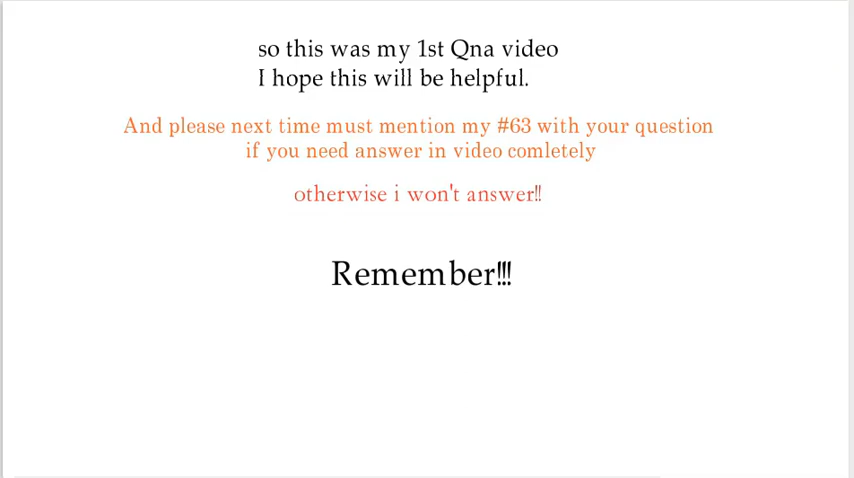 so this was my 1st Qna video
I hope this will be helpful.
And please next time must mention my #63 with your question
if you need answer in video comletely
otherwise i won't answer!!
Remember!!!